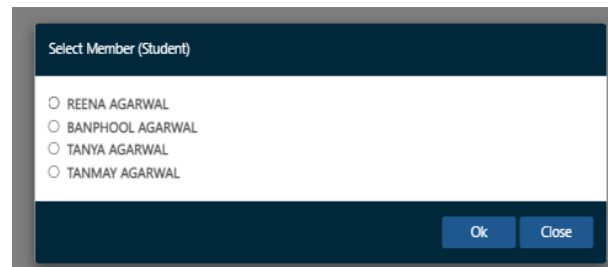 Select Member (Student)
REENA AGARWAL
BANPHOOL AGARWAL
TANYA AGARWAL
TANMAY AGARWAL
Ok Close